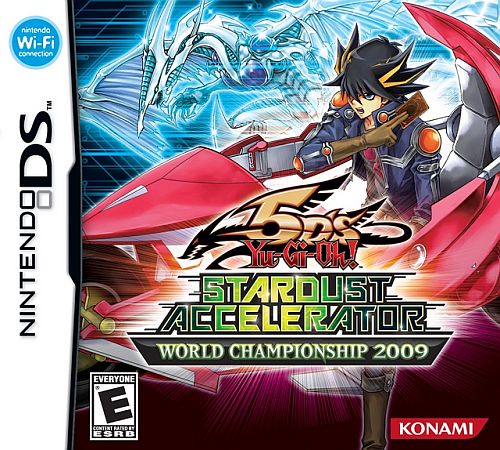 Nintendo
Wi-Fi
connection
NINTENDO DS™
5D's
Yu-Gi-Oh!
STARDUST
ACCELERATOR
WORLD CHAMPIONSHIP 2009
EVERYONE
E
CONTENT RATED BY
ESRB
KONAMI